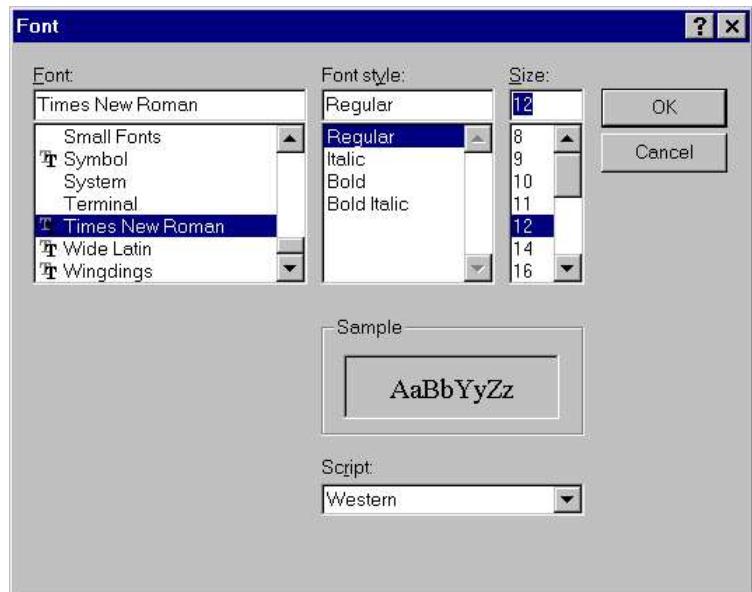 Font
? ×
Font:
Times New Roman
Small Fonts
Symbol
System
Terminal
Times New Roman
Wide Latin
Wingdings
Font style:
Regular
Regular
Italic
Bold
Bold Italic
Size:
12
8
9
10
11
12
14
16
OK
Cancel
Sample
AaBbYyZz
Script:
Western